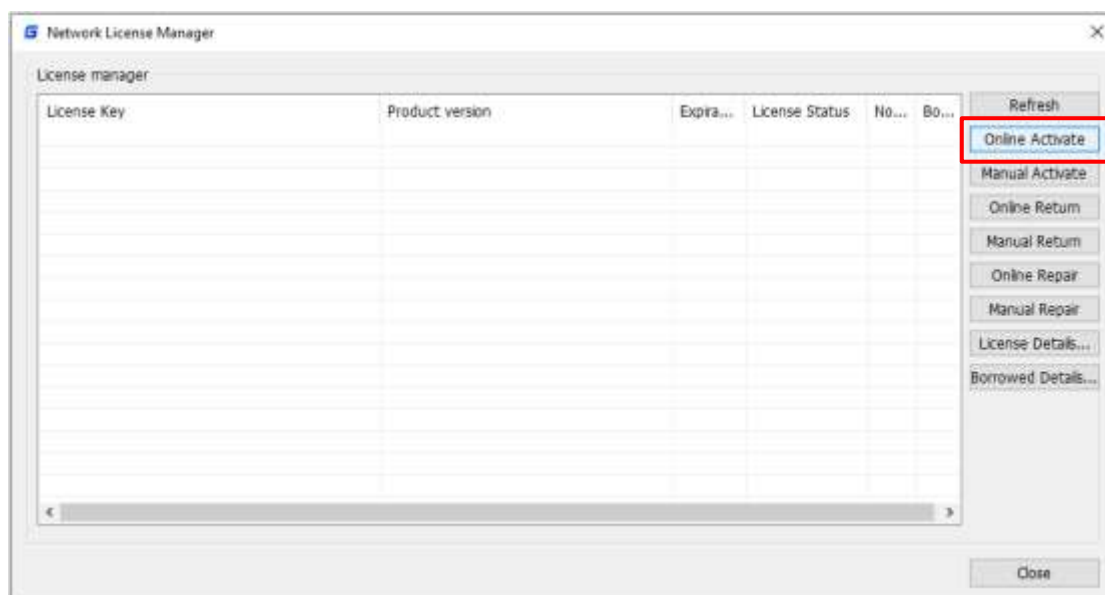 Network License Manager
License manager
License Key Product version Expira... License Status No... Bo...
Refresh
Online Activate
Manual Activate
Online Return
Manual Return
Online Repair
Manual Repair
License Details...
Borrowed Details...
Close